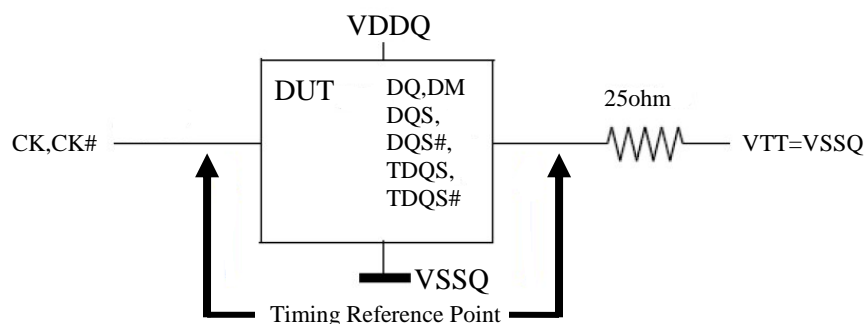 VDDQ
DUT
DQ,DM
DQS,
DQS#,
TDQS,
TDQS#
25ohm
CK,CK#
VTT=VSSQ
VSSQ
Timing Reference Point